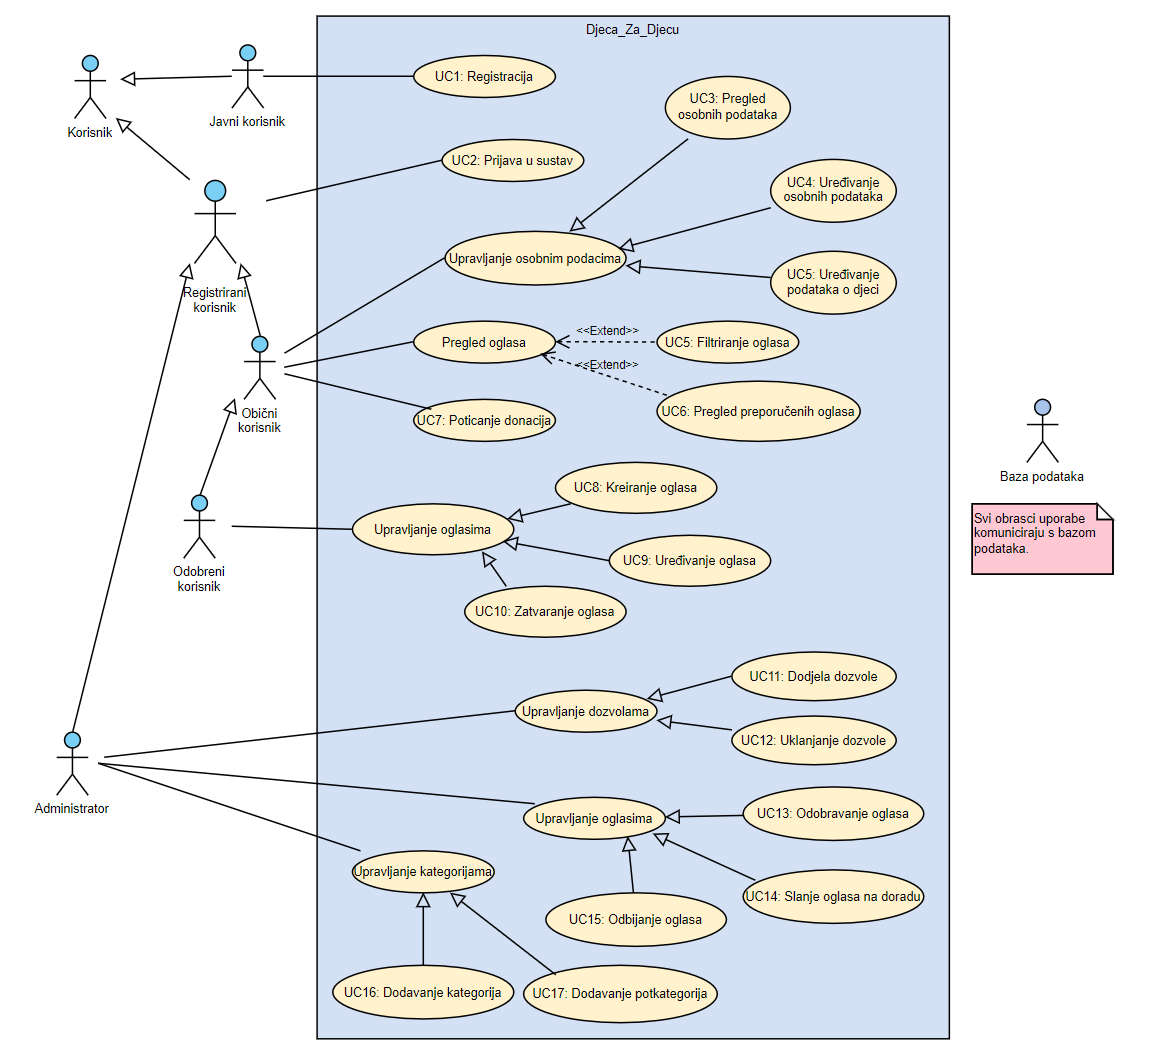 Djeca_Za_Djecu
Korisnik
Javni korisnik
UC1: Registracija
UC3: Pregled
osobnih podataka
UC2: Prijava u sustav
UC4: Uređivanje
osobnih podataka
Registrirani
korisnik
Upravljanje osobnim podacima
UC5: Uređivanje
podataka o djeci
Pregled oglasa
<<Extend>>
UC5: Filtriranje oglasa
<<Extend>>
UC6: Pregled preporučenih oglasa
Obični
korisnik
UC7: Poticanje donacija
Baza podataka
Svi obrasci uporabe
komuniciraju s bazom
podataka.
UC8: Kreiranje oglasa
Upravljanje oglasima
UC9: Uređivanje oglasa
Odobreni
korisnik
UC10: Zatvaranje oglasa
UC11: Dodjela dozvole
Upravljanje dozvolama
UC12: Uklanjanje dozvole
Administrator
UC13: Odobravanje oglasa
Upravljanje oglasima
Upravljanje kategorijama
UC14: Slanje oglasa na doradu
UC15: Odbijanje oglasa
UC16: Dodavanje kategorija
UC17: Dodavanje potkategorija